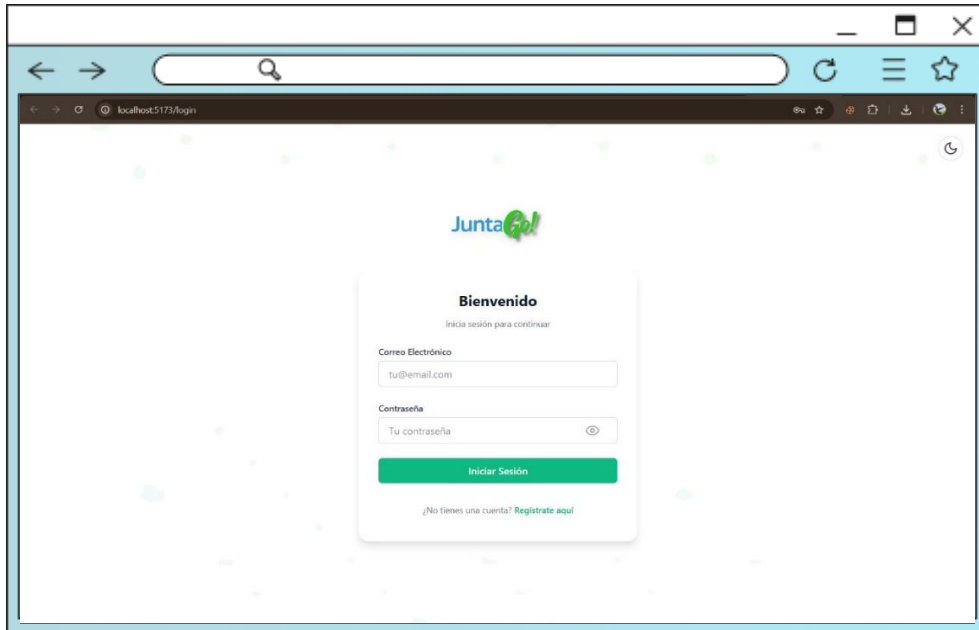 localhost:5173/login
JuntaGo!
Bienvenido
Inicia sesión para continuar
Correo Electrónico
tu@email.com
Contraseña
Tu contraseña
Iniciar Sesión
¿No tienes una cuenta? Regístrate aquí